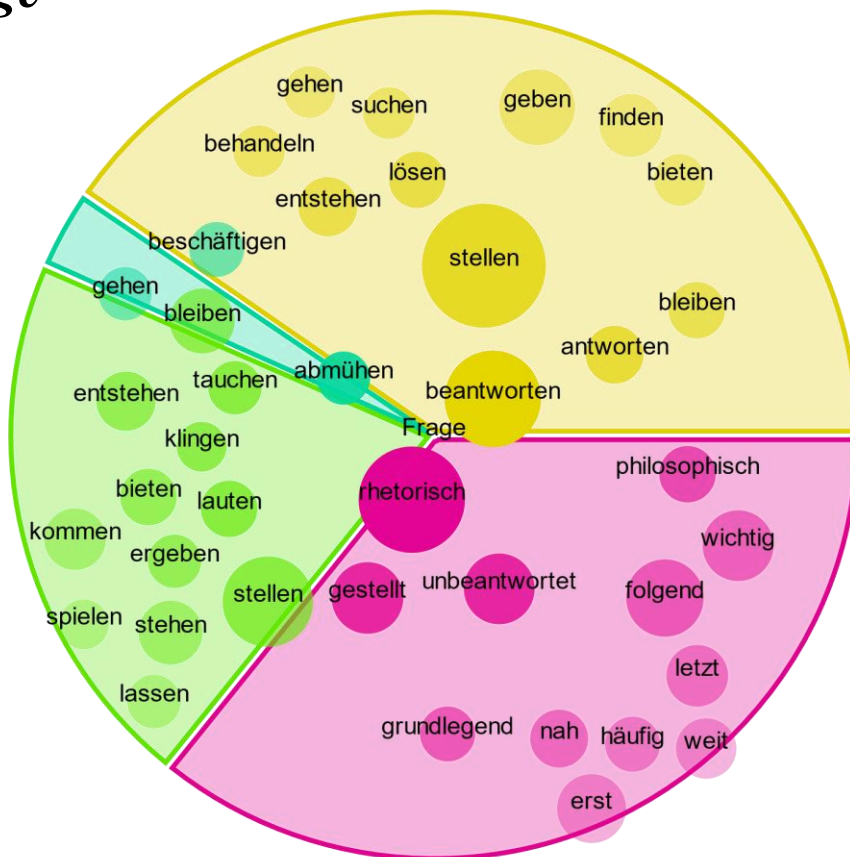 gehen
suchen
geben
finden
behandeln
lösen
bieten
entstehen
beschäftigen
stellen
gehen
bleiben
bleiben
antworten
abmühen
tauchen
entstehen
beantworten
Frage
klingen
philosophisch
bieten
lauten
rhetorisch
kommen
wichtig
ergeben
unbeantwortet
stellen
gestellt
folgend
spielen
stehen
letzt
lassen
grundlegend
nah
häufig
weit
erst